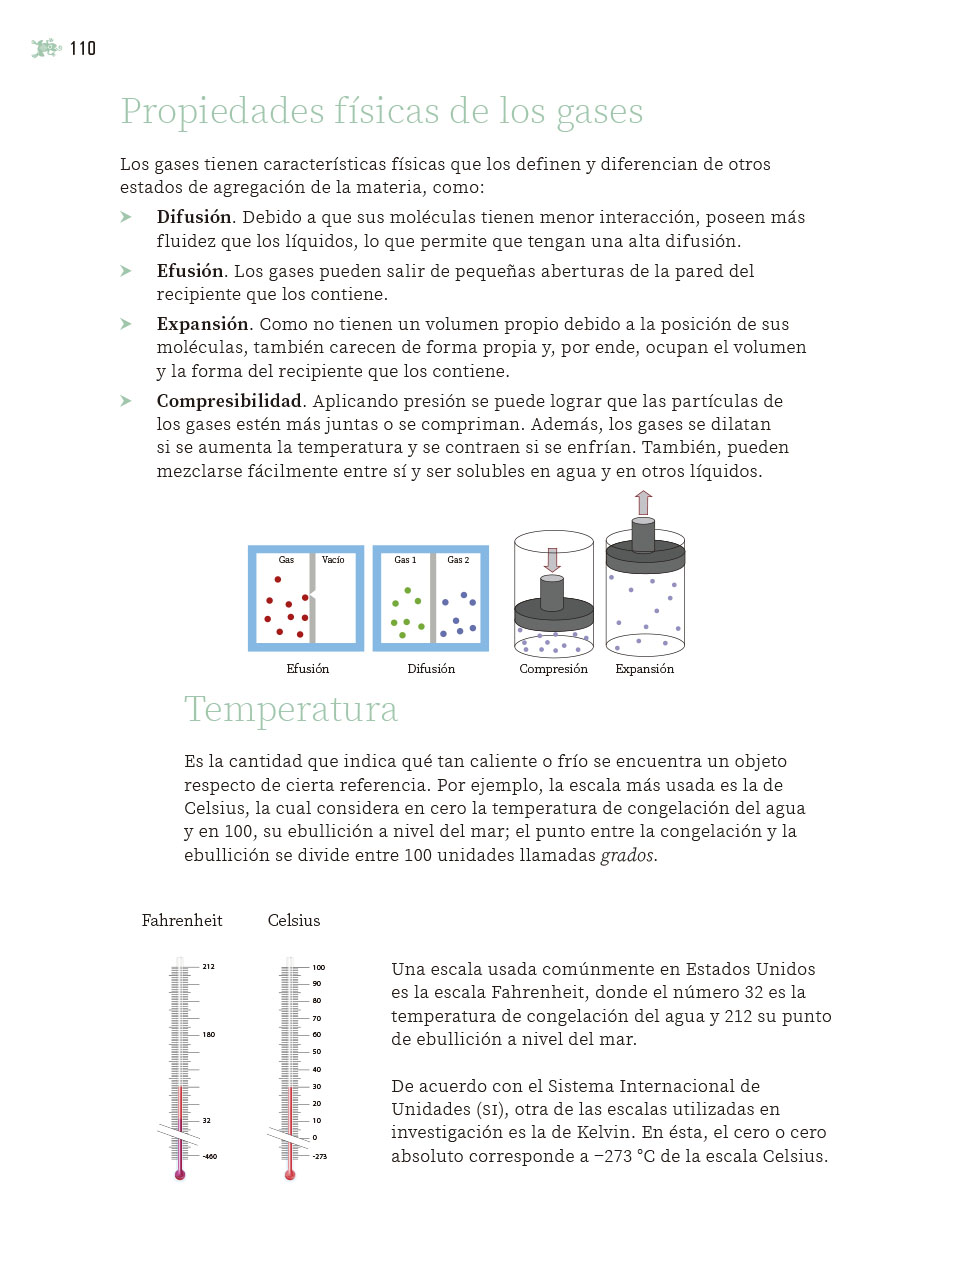 110
Propiedades físicas de los gases
Los gases tienen características físicas que los definen y diferencian de otros
estados de agregación de la materia, como:
Difusión. Debido a que sus moléculas tienen menor interacción, poseen más
fluidez que los líquidos, lo que permite que tengan una alta difusión.
Efusión. Los gases pueden salir de pequeñas aberturas de la pared del
recipiente que los contiene.
Expansión. Como no tienen un volumen propio debido a la posición de sus
moléculas, también carecen de forma propia y, por ende, ocupan el volumen
y la forma del recipiente que los contiene.
Compresibilidad. Aplicando presión se puede lograr que las partículas de
los gases estén más juntas o se compriman. Además, los gases se dilatan
si se aumenta la temperatura y se contraen si se enfrían. También, pueden
mezclarse fácilmente entre sí y ser solubles en agua y en otros líquidos.
Gas Vacío Gas 1 Gas 2
Efusión Difusión Compresión Expansión
Temperatura
Es la cantidad que indica qué tan caliente o frío se encuentra un objeto
respecto de cierta referencia. Por ejemplo, la escala más usada es la de
Celsius, la cual considera en cero la temperatura de congelación del agua
y en 100, su ebullición a nivel del mar; el punto entre la congelación y la
ebullición se divide entre 100 unidades llamadas grados.
Fahrenheit Celsius
212
180
32
-460
100
90
80
70
60
50
40
30
20
10
0
-273
Una escala usada comúnmente en Estados Unidos
es la escala Fahrenheit, donde el número 32 es la
temperatura de congelación del agua y 212 su punto
de ebullición a nivel del mar.
De acuerdo con el Sistema Internacional de
Unidades (SI), otra de las escalas utilizadas en
investigación es la de Kelvin. En ésta, el cero o cero
absoluto corresponde a −273 °C de la escala Celsius.